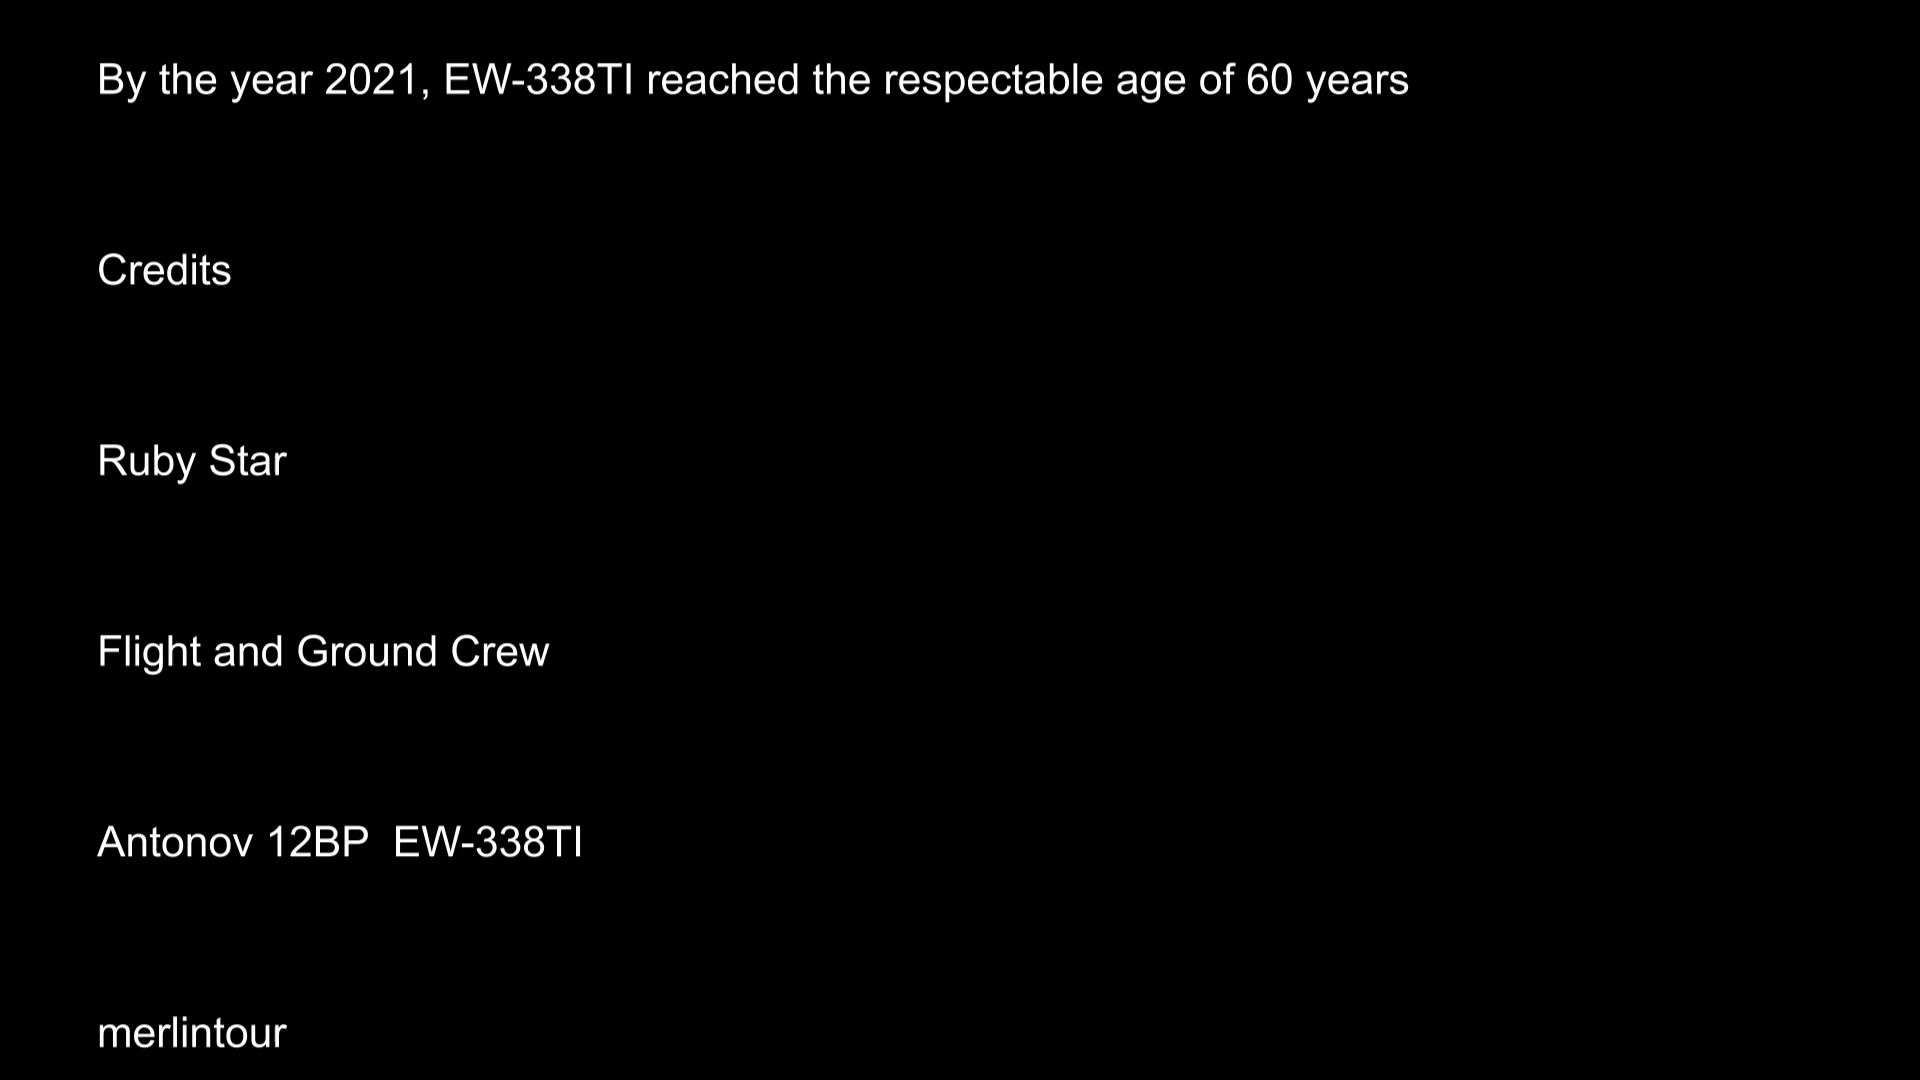 By the year 2021, EW-338TI reached the respectable age of 60 years
Credits
Ruby Star
Flight and Ground Crew
Antonov 12BP  EW-338TI
merlintour